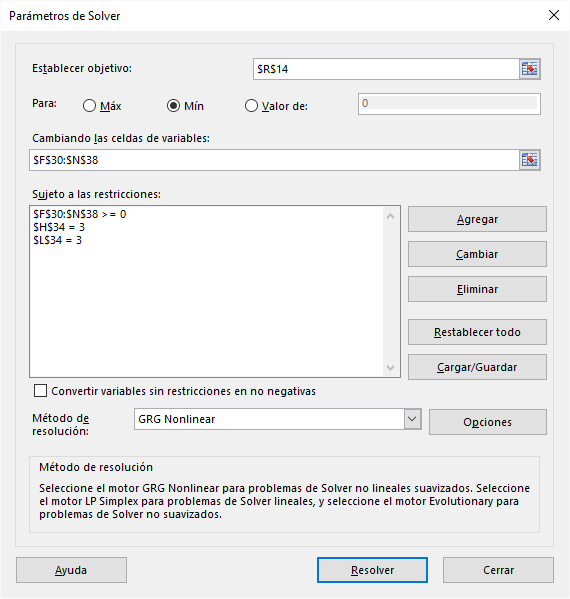 Parámetros de Solver
Establecer objetivo:
$R$14
Para:
Máx
Mín
Valor de:
0
Cambiando las celdas de variables:
$F$30:$N$38
Sujeto a las restricciones:
$F$30:$N$38 >= 0
$H$34 = 3
$L$34 = 3
Agregar
Cambiar
Eliminar
Restablecer todo
Cargar/Guardar
Convertir variables sin restricciones en no negativas
Método de
resolución:
GRG Nonlinear
Opciones
Método de resolución
Seleccione el motor GRG Nonlinear para problemas de Solver no lineales suavizados. Seleccione
el motor LP Simplex para problemas de Solver lineales, y seleccione el motor Evolutionary para
problemas de Solver no suavizados.
Ayuda
Resolver
Cerrar